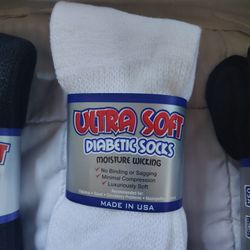 ULTRA SOFT
DIABETIC SOCKS
MOISTURE WICKING
✓ No Binding or Sagging
✓ Minimal Compression
✓ Luxuriously Soft
MADE IN USA